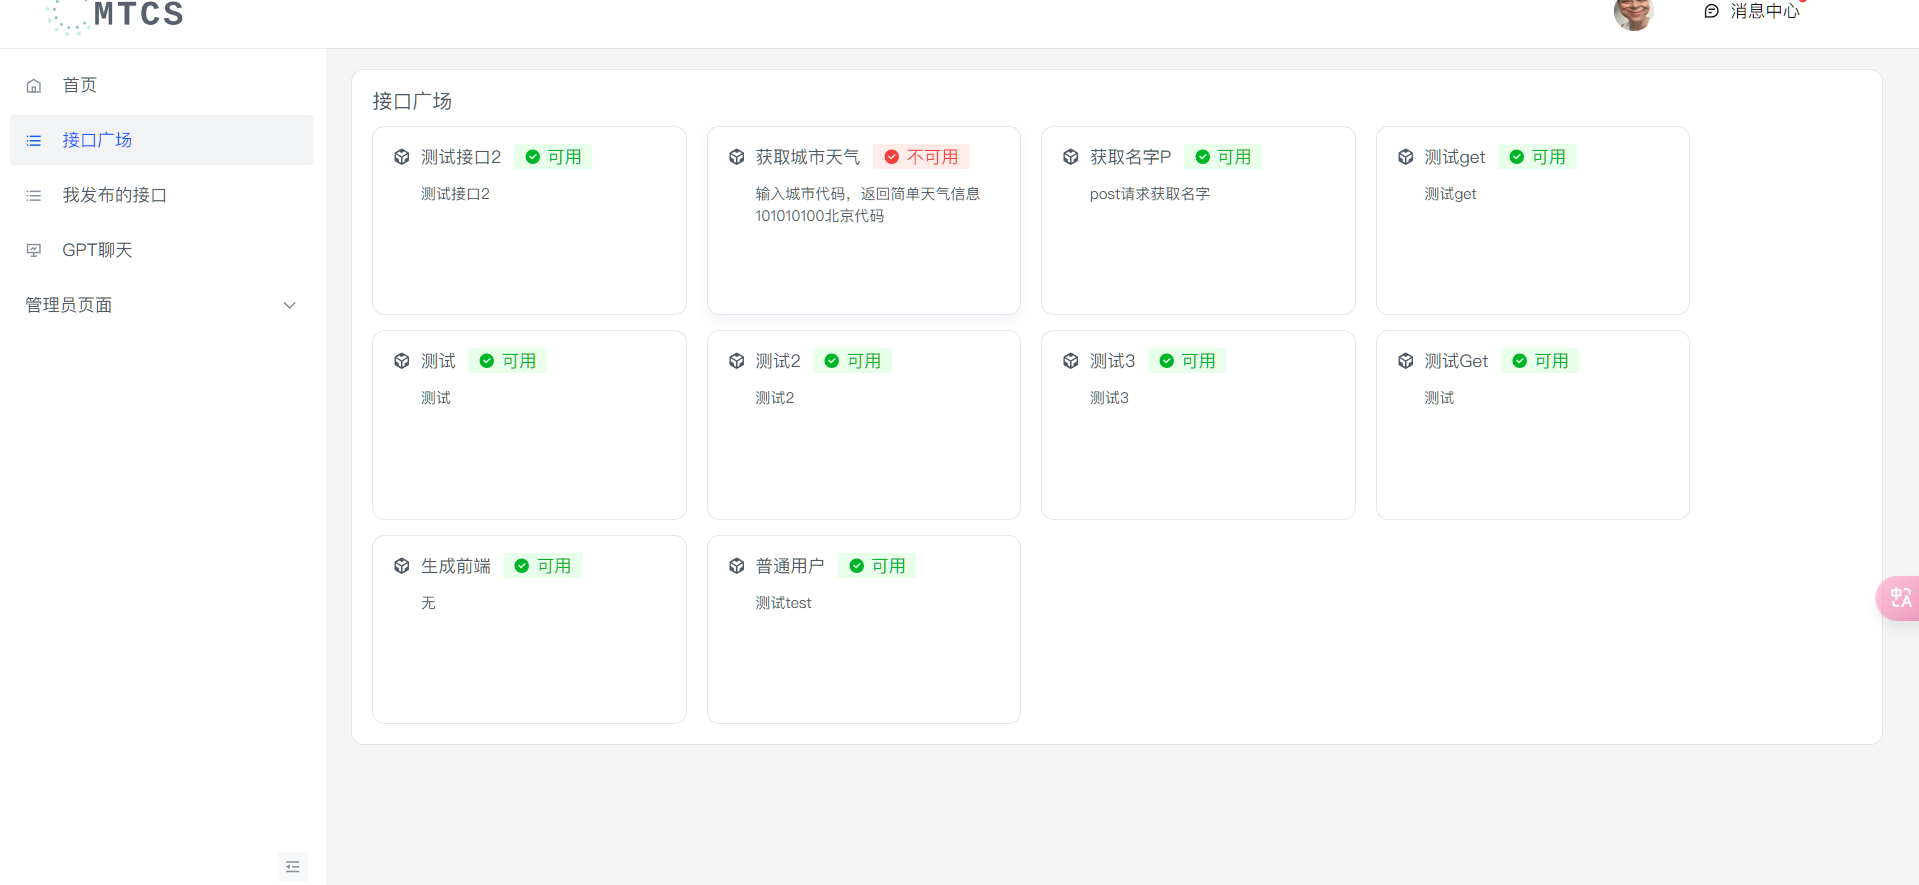 MTCS
消息中心
首页
接口广场
我发布的接口
GPT聊天
管理员页面
接口广场
测试接口2 可用
测试接口2
获取城市天气 不可用
输入城市代码，返回简单天气信息
101010100北京代码
获取名字P 可用
post请求获取名字
测试get 可用
测试get
测试 可用
测试
测试2 可用
测试2
测试3 可用
测试3
测试Get 可用
测试
生成前端 可用
无
普通用户 可用
测试test
中A